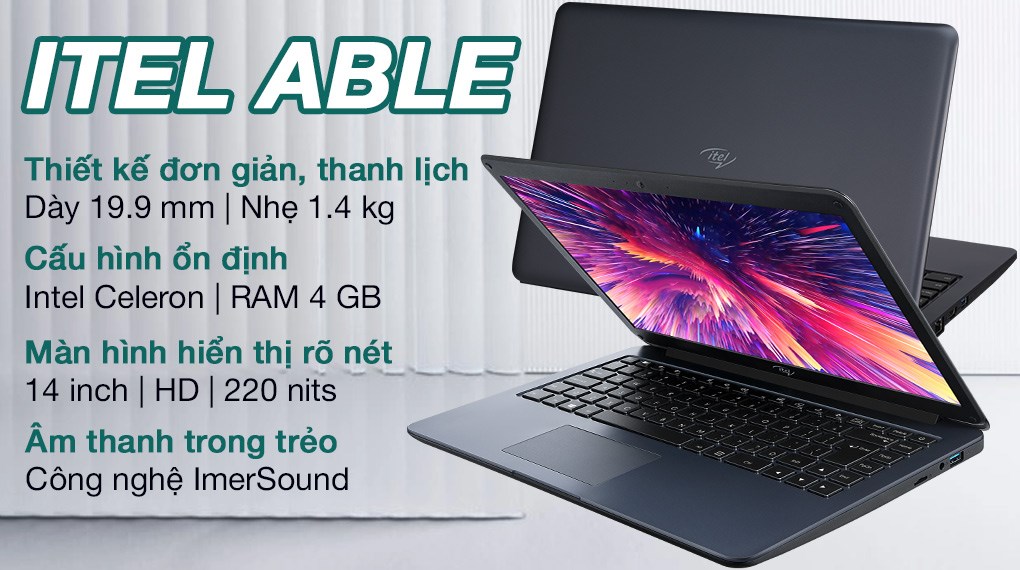 ITEL ABLE
Thiết kế đơn giản, thanh lịch
Dày 19.9 mm | Nhẹ 1.4 kg
Cấu hình ổn định
Intel Celeron | RAM 4 GB
Màn hình hiển thị rõ nét
14 inch | HD | 220 nits
Âm thanh trong trẻo
Công nghệ ImerSound
itel
itel